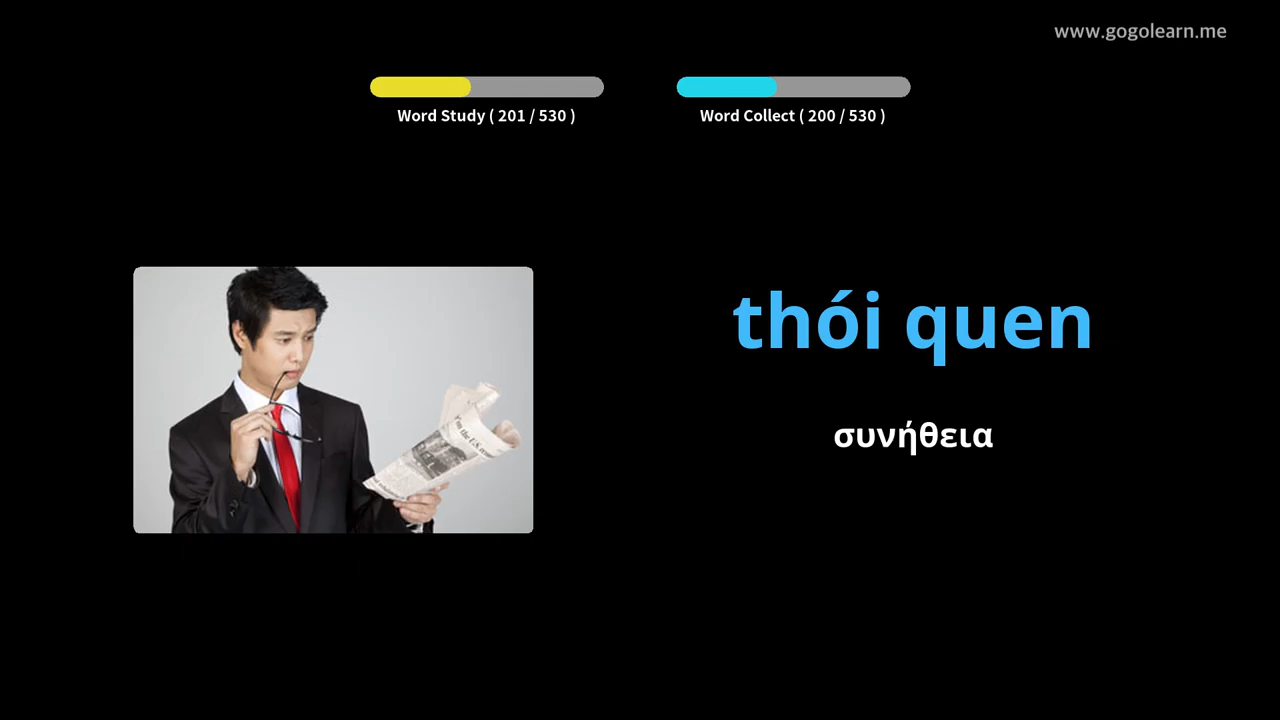 www.gogolearn.me
Word Study ( 201 / 530 )
Word Collect ( 200 / 530 )
thói quen
συνήθεια